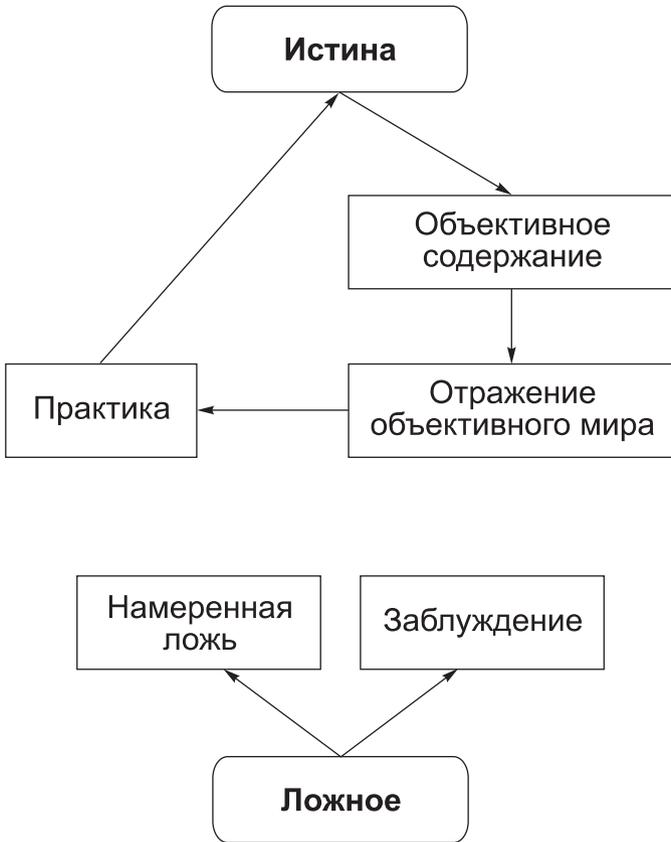 Истина
Объективное
содержание
Практика
Отражение
объективного мира
Намеренная
ложь
Заблуждение
Ложное